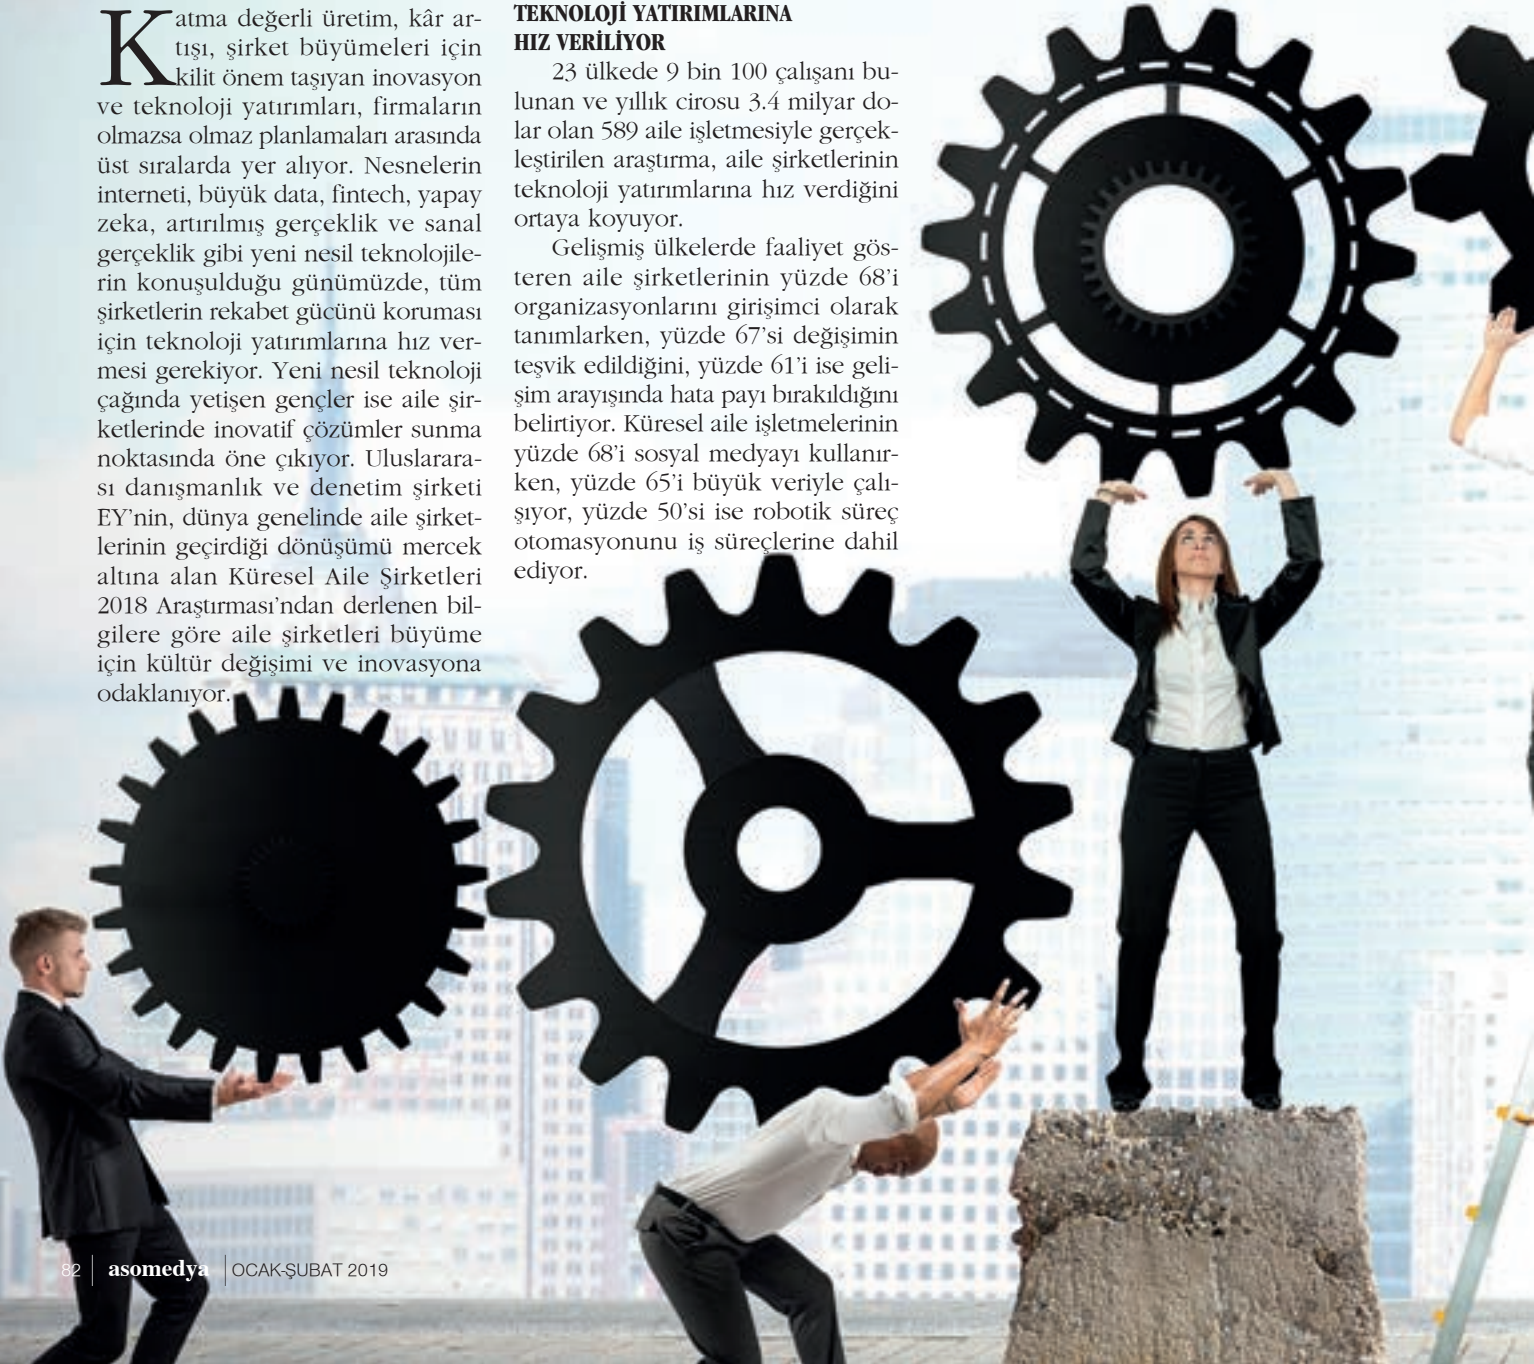 Katma değerli üretim, kâr ar-
tışı, şirket büyümeleri için
kilit önem taşıyan inovasyon
ve teknoloji yatırımları, firmaların
olmazsa olmaz planlamaları arasında
üst sıralarda yer alıyor. Nesnelerin
interneti, büyük data, fintech, yapay
zeka, artırılmış gerçeklik ve sanal
gerçeklik gibi yeni nesil teknolojile-
rin konuşulduğu günümüzde, tüm
şirketlerin rekabet gücünü koruması
için teknoloji yatırımlarına hız ver-
mesi gerekiyor. Yeni nesil teknoloji
çağında yetişen gençler ise aile şir-
ketlerinde inovatif çözümler sunma
noktasında öne çıkıyor. Uluslarara-
sı danışmanlık ve denetim şirketi
EY’nin, dünya genelinde aile şirket-
lerinin geçirdiği dönüşümü mercek
altına alan Küresel Aile Şirketleri
2018 Araştırması’ndan derlenen bil-
gilere göre aile şirketleri büyüme
için kültür değişimi ve inovasyona
odaklanıyor.
TEKNOLOJİ YATIRIMLARINA
HIZ VERİLİYOR
23 ülkede 9 bin 100 çalışanı bu-
lunan ve yıllık cirosu 3.4 milyar do-
lar olan 589 aile işletmesiyle gerçek-
leştirilen araştırma, aile şirketlerinin
teknoloji yatırımlarına hız verdiğini
ortaya koyuyor.
Gelişmiş ülkelerde faaliyet gös-
teren aile şirketlerinin yüzde 68’i
organizasyonlarını girişimci olarak
tanımlarken, yüzde 67’si değişimin
teşvik edildiğini, yüzde 61’i ise geli-
şim arayışında hata payı bırakıldığını
belirtiyor. Küresel aile işletmelerinin
yüzde 68’i sosyal medyayı kullanır-
ken, yüzde 65’i büyük veriyle çalı-
şıyor, yüzde 50’si ise robotik süreç
otomasyonunu iş süreçlerine dahil
ediyor.
82 | asomedya | OCAK-ŞUBAT 2019